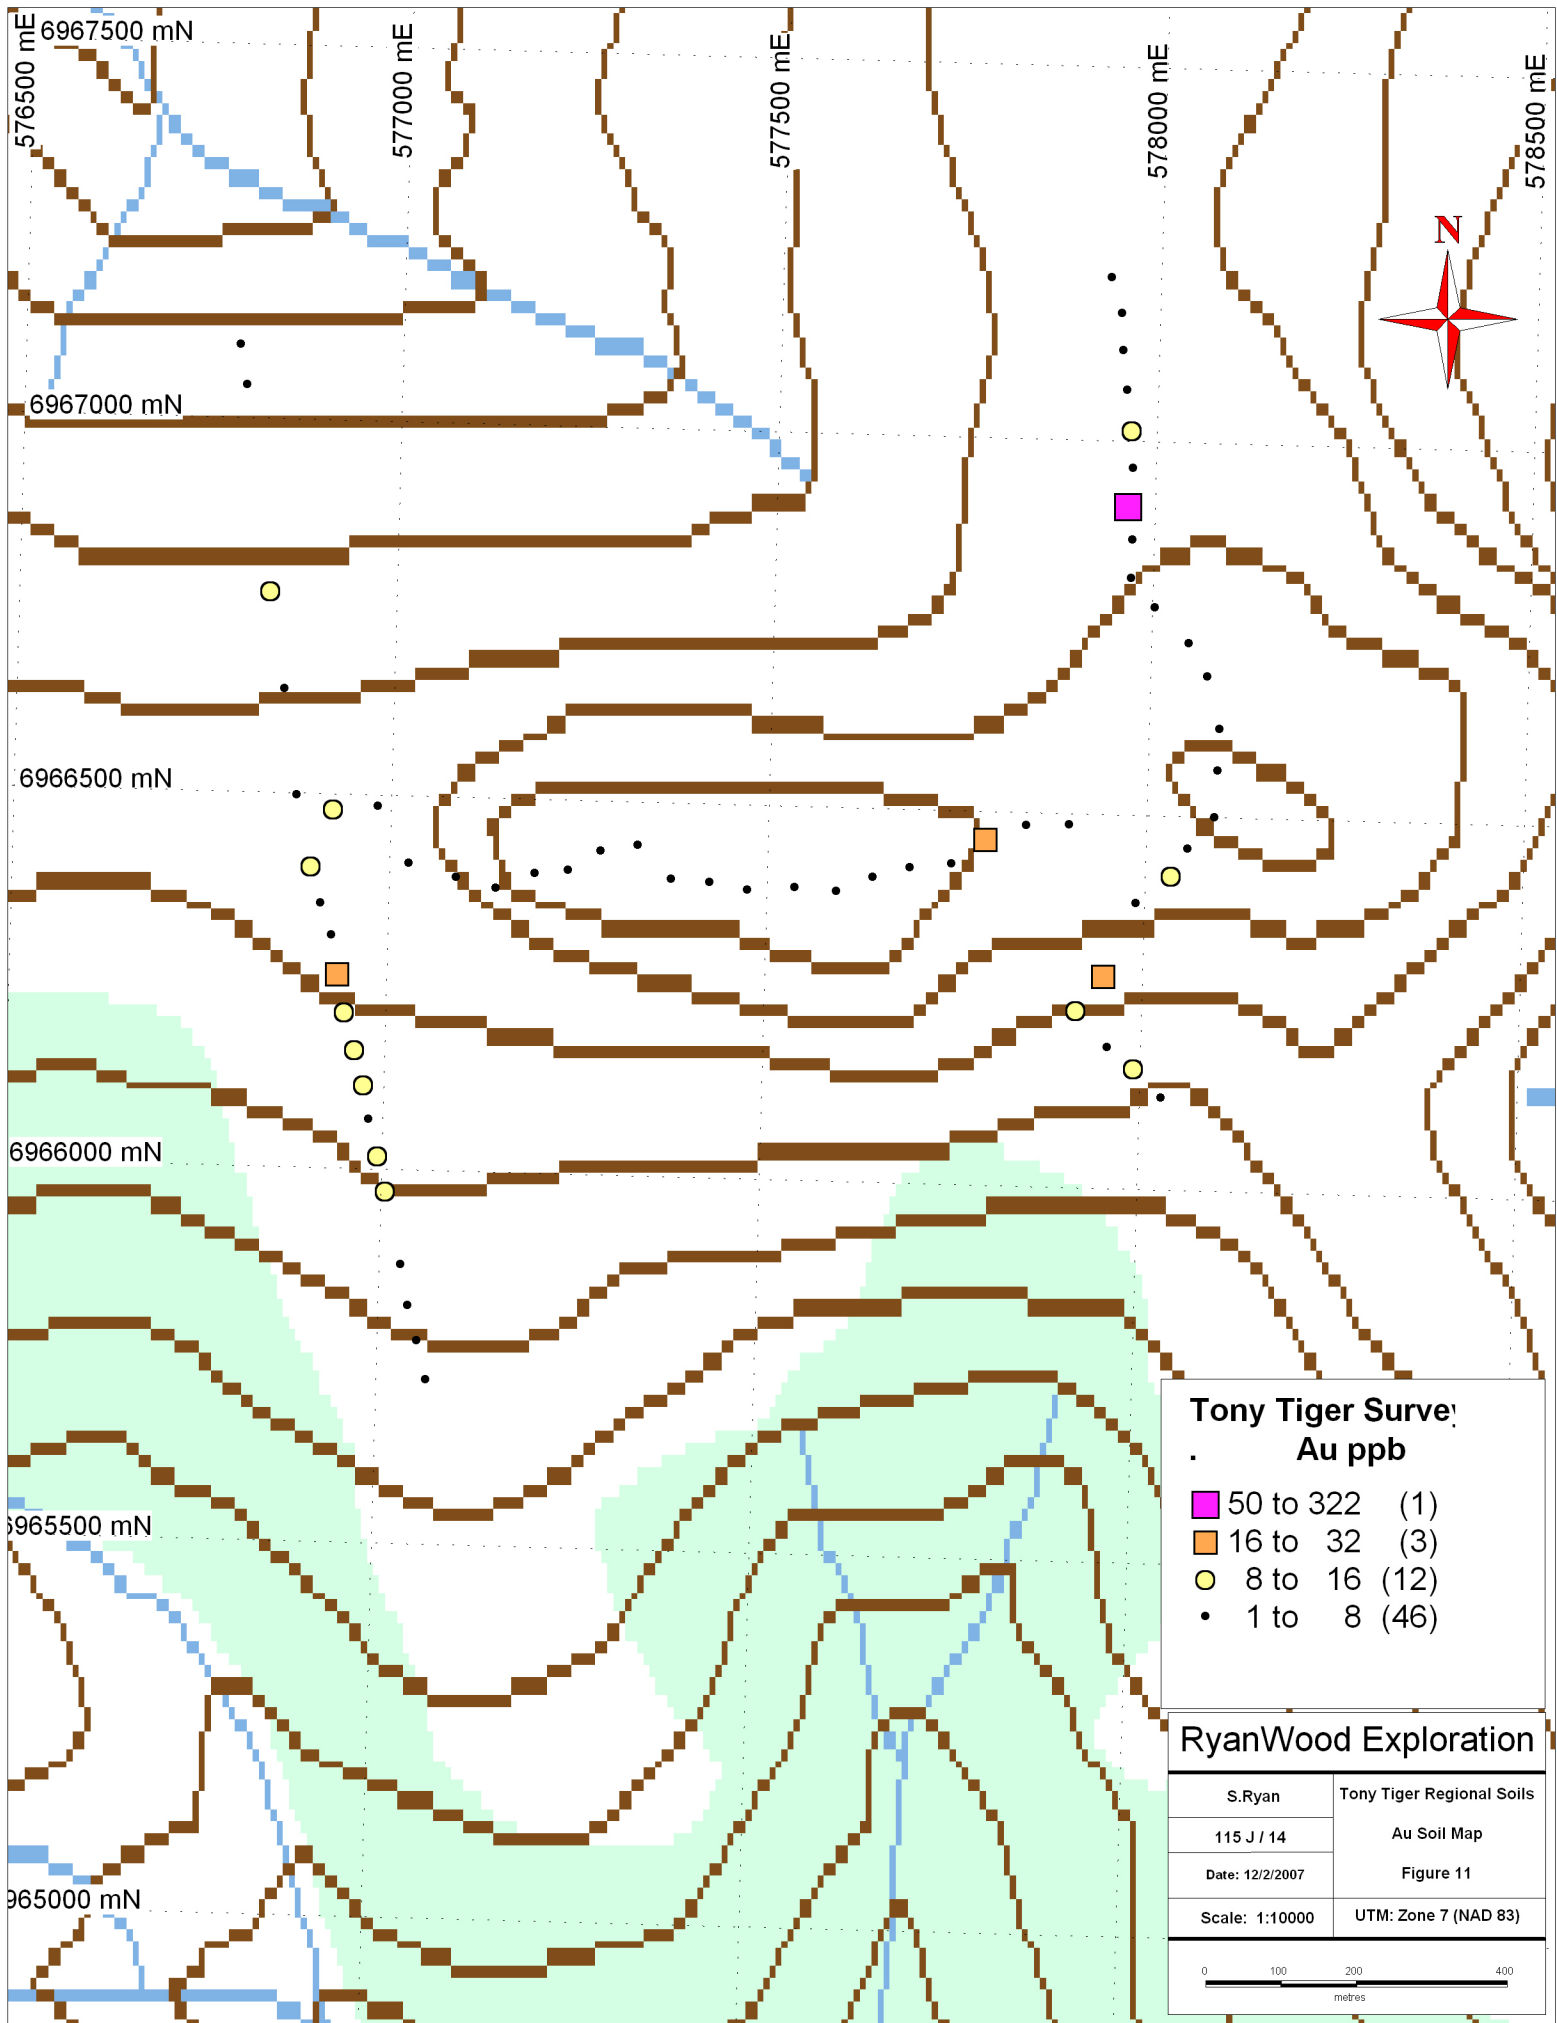 6967500 mN
576500 mE
577000 mE
577500 mE
578000 mE
578500 mE
N
6967000 mN
6966500 mN
6966000 mN
6965500 mN
965000 mN
Tony Tiger Survey
. Au ppb
50 to 322 (1)
16 to 32 (3)
8 to 16 (12)
1 to 8 (46)
RyanWood Exploration
S.Ryan
Tony Tiger Regional Soils
115 J / 14
Au Soil Map
Date: 12/2/2007
Figure 11
Scale: 1:10000
UTM: Zone 7 (NAD 83)
0 100 200 400
metres